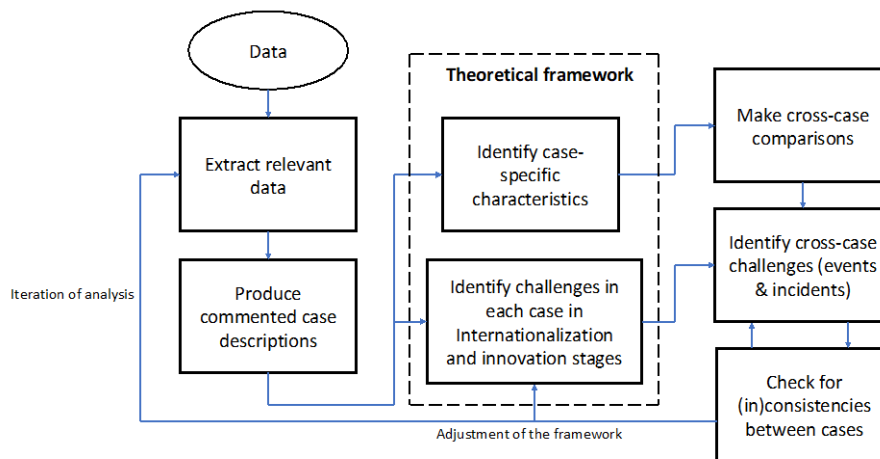 Data
Extract relevant
data
Produce
commented case
descriptions
Iteration of analysis
Theoretical framework
Identify case-
specific
characteristics
Identify challenges in
each case in
Internationalization
and innovation stages
Adjustment of the framework
Make cross-case
comparisons
Identify cross-case
challenges (events
& incidents)
Check for
(in)consistencies
between cases